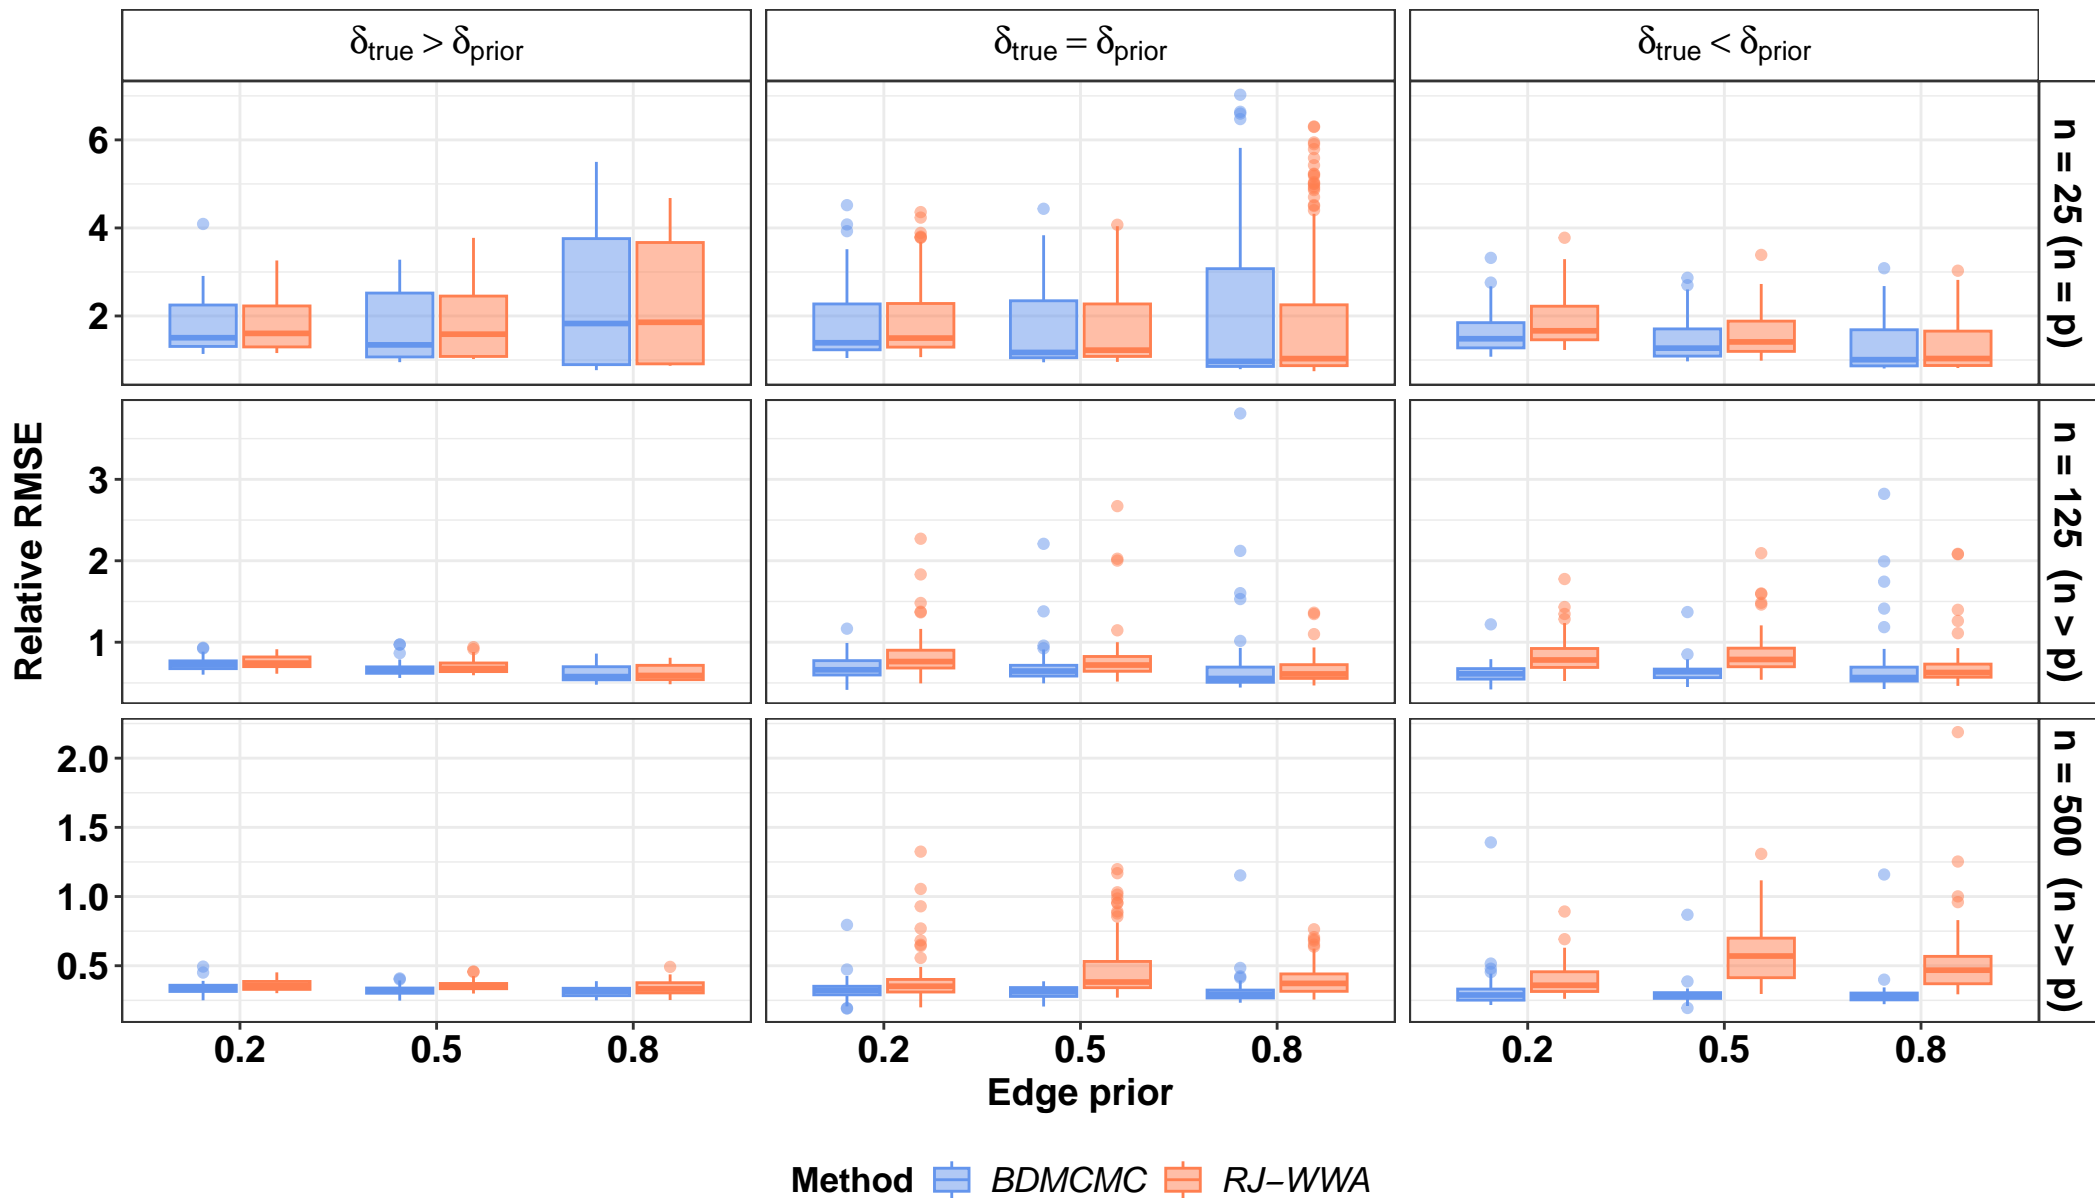 δtrue > δprior
δtrue = δprior
δtrue < δprior
6
4
2
n = 25 (n = p)
3
2
1
n = 125 (n > p)
2.0
1.5
1.0
0.5
n = 500 (n >> p)
Relative RMSE
0.2 0.5 0.8
0.2 0.5 0.8
0.2 0.5 0.8
Edge prior
Method BDMCMC RJ−WWA